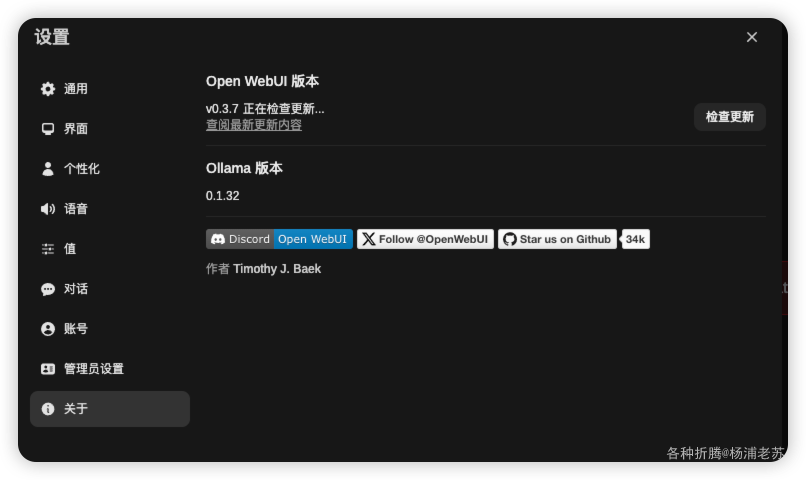 设置
通用
界面
个性化
语音
值
对话
账号
管理员设置
关于
Open WebUI 版本
v0.3.7 正在检查更新...
查阅最新更新内容
检查更新
Ollama 版本
0.1.32
Discord Open WebUI Follow @OpenWebUI Star us on Github 34k
作者 Timothy J. Baek
各种折腾@杨浦老苏